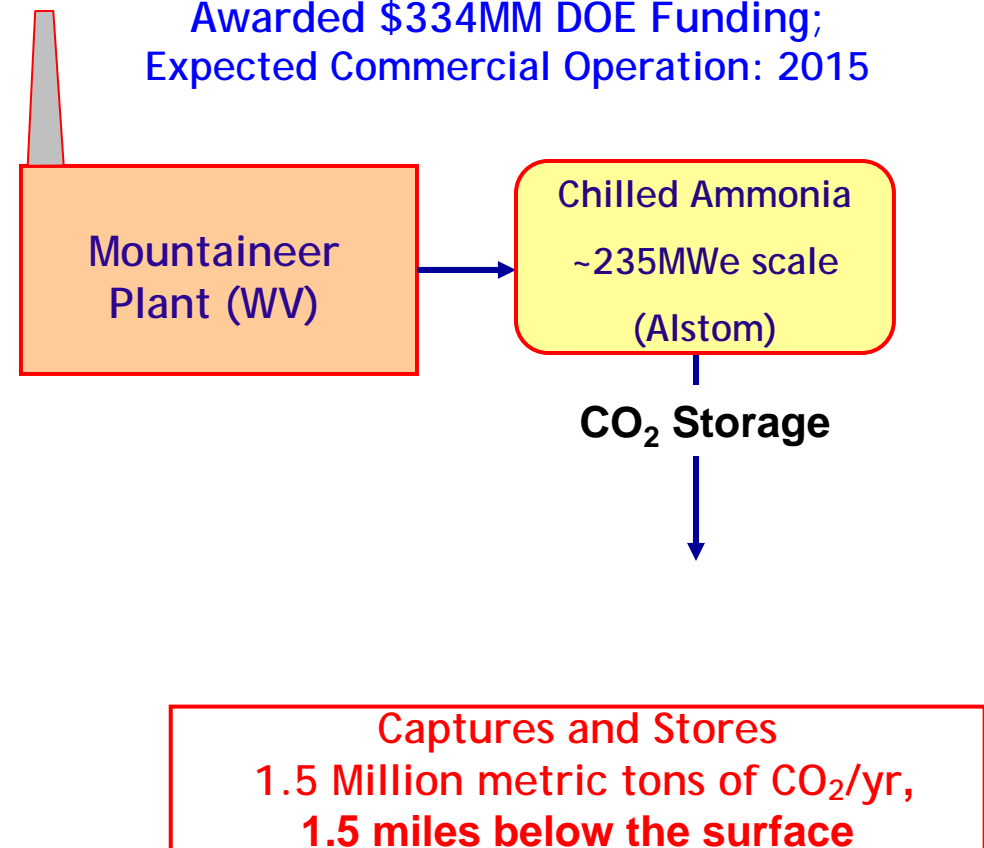 Awarded $334MM DOE Funding;
Expected Commercial Operation: 2015
Mountaineer
Plant (WV)
Chilled Ammonia
~235MWe scale
(Alstom)
CO₂ Storage
Captures and Stores
1.5 Million metric tons of CO₂/yr,
1.5 miles below the surface